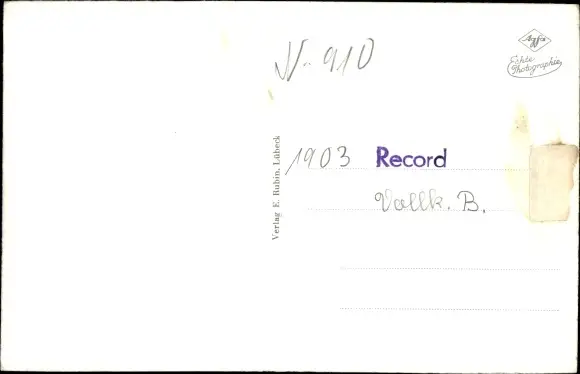 N-910
Agfa
Echte
Photographie
Verlag E. Rubin, Lübeck
1903 Record
Vollk. B.